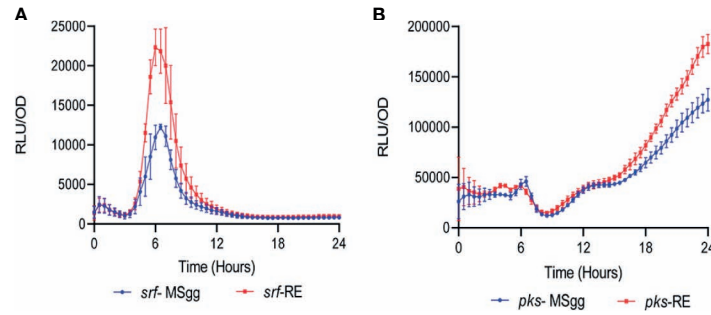 A
25000
20000
15000
10000
5000
0
RLU/OD
0 6 12 18 24
Time (Hours)
srf- MSgg srf-RE
B
200000
150000
100000
50000
0
RLU/OD
0 6 12 18 24
Time (Hours)
pks- MSgg pks-RE